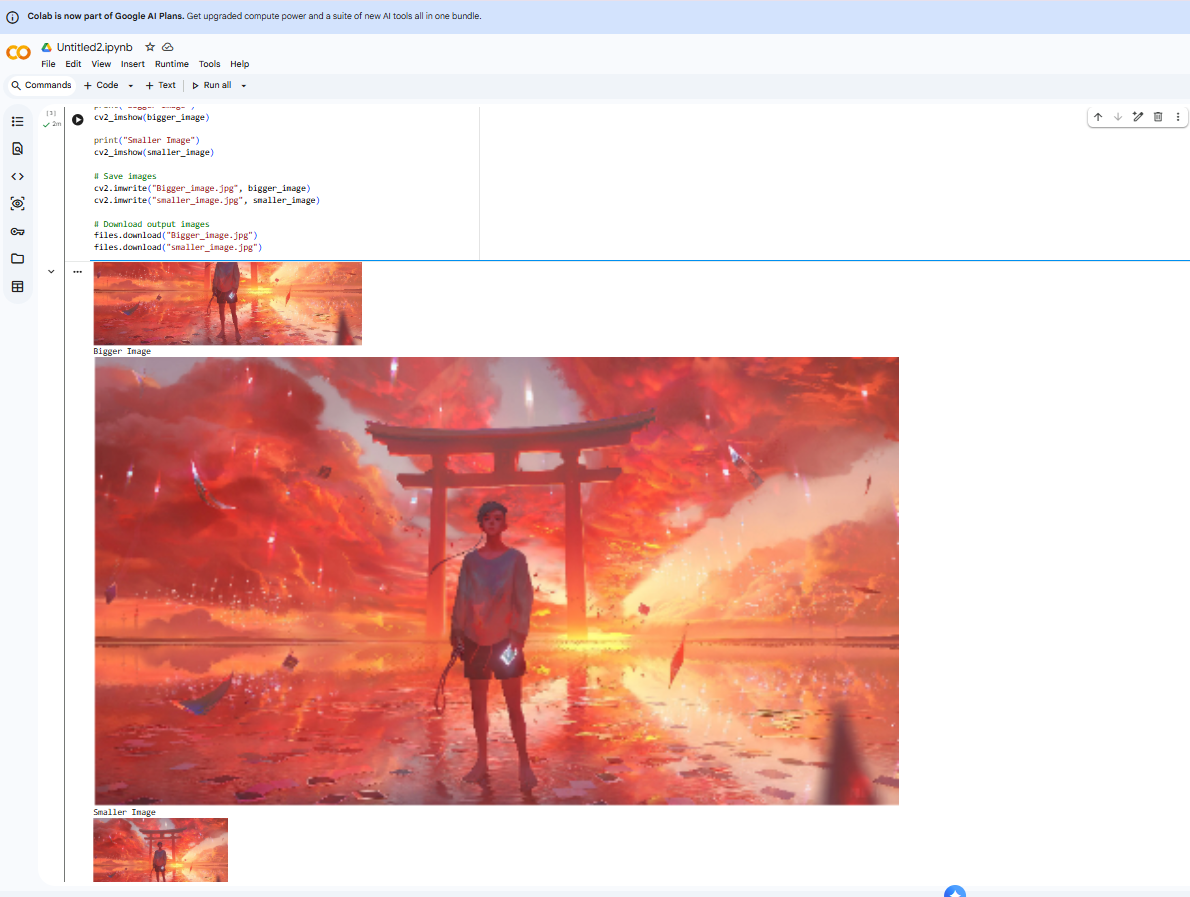 Colab is now part of Google AI Plans. Get upgraded compute power and a suite of new AI tools all in one bundle.
Untitled2.ipynb
File Edit View Insert Runtime Tools Help
Commands + Code + Text Run all
[3]
2m
cv2_imshow(bigger_image)
print("Smaller Image")
cv2_imshow(smaller_image)
# Save images
cv2.imwrite("Bigger_image.jpg", bigger_image)
cv2.imwrite("smaller_image.jpg", smaller_image)
# Download output images
files.download("Bigger_image.jpg")
files.download("smaller_image.jpg")
Bigger Image
Smaller Image